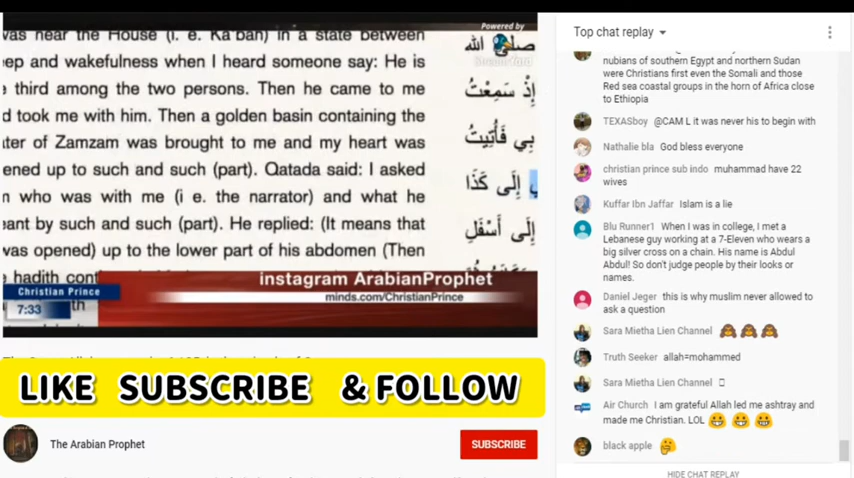 Powered by
was near the House (i. e. Ka'bah) in a state between
صلى الله
eep and wakefulness when I heard someone say: He is
e third among the two persons. Then he came to me
إِذْ سَمِعْتُ
d took me with him. Then a golden basin containing the
ater of Zamzam was brought to me and my heart was
بِي فَأُتِيتُ
ened up to such and such (part). Qatada said: I asked
إِلَى كَذَا
m who was with me (i e. the narrator) and what he
eant by such and such (part). He replied: (It means that
إِلَى أَسْفَلِ
was opened) up to the lower part of his abdomen (Then
e hadith cont
instagram ArabianProphet
Christian Prince
minds.com/ChristianPrince
7:33
LIKE SUBSCRIBE & FOLLOW
The Arabian Prophet
SUBSCRIBE
Top chat replay
nubians of southern Egypt and northern Sudan
were Christians first even the Somali and those
Red sea coastal groups in the horn of Africa close
to Ethiopia
TEXASboy @CAM L it was never his to begin with
Nathalie bla God bless everyone
christian prince sub indo muhammad have 22
wives
Kuffar Ibn Jaffar Islam is a lie
Blu Runner1 When I was in college, I met a
Lebanese guy working at a 7-Eleven who wears a
big silver cross on a chain. His name is Abdul
Abdul! So don't judge people by their looks or
names.
Daniel Jeger this is why muslim never allowed to
ask a question
Sara Mietha Lien Channel 🙈 🙈 🙈
Truth Seeker allah=mohammed
Sara Mietha Lien Channel
Air Church I am grateful Allah led me ashtray and
made me Christian. LOL 😀 😀 😀
black apple 🤔
HIDE CHAT REPLAY